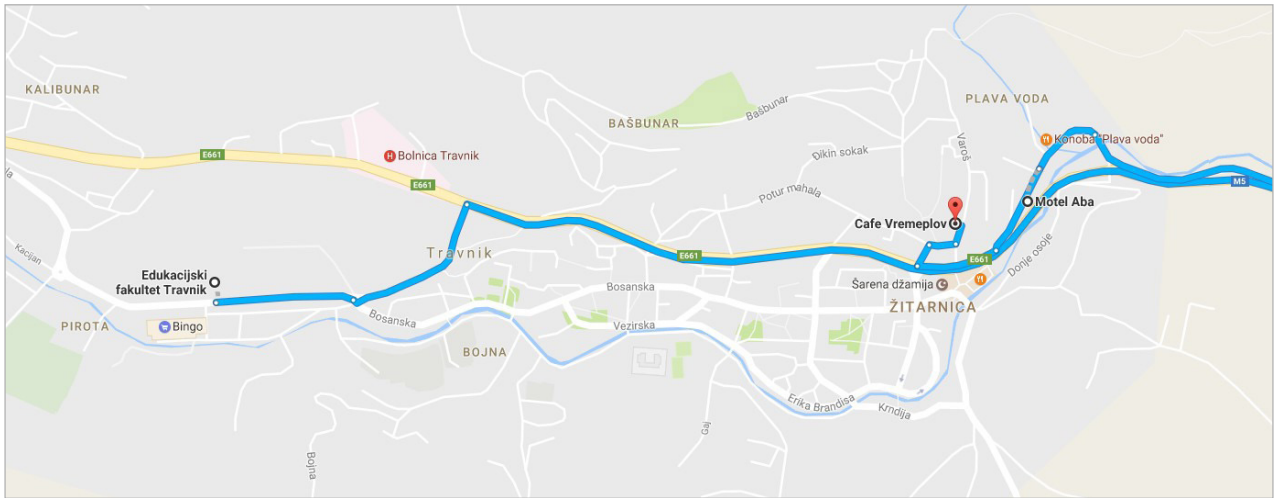 KALIBUNAR
E661
Bolnica Travnik
E661
BAŠBUNAR
Bašbunar
PLAVA VODA
Konoba "Plava voda"
Varoš
Đikin sokak
Potur mahala
M5
Motel Aba
Cafe Vremeplov
Travnik
E661
E661
Donje osoje
Kacjan
Edukacijski
fakultet Travnik
Šarena džamija
ŽITARNICA
Bosanska
Bosanska
PIROTA
Bingo
Vezirska
BOJNA
Erika Brandisa
Krndija
Gaj
Bojna